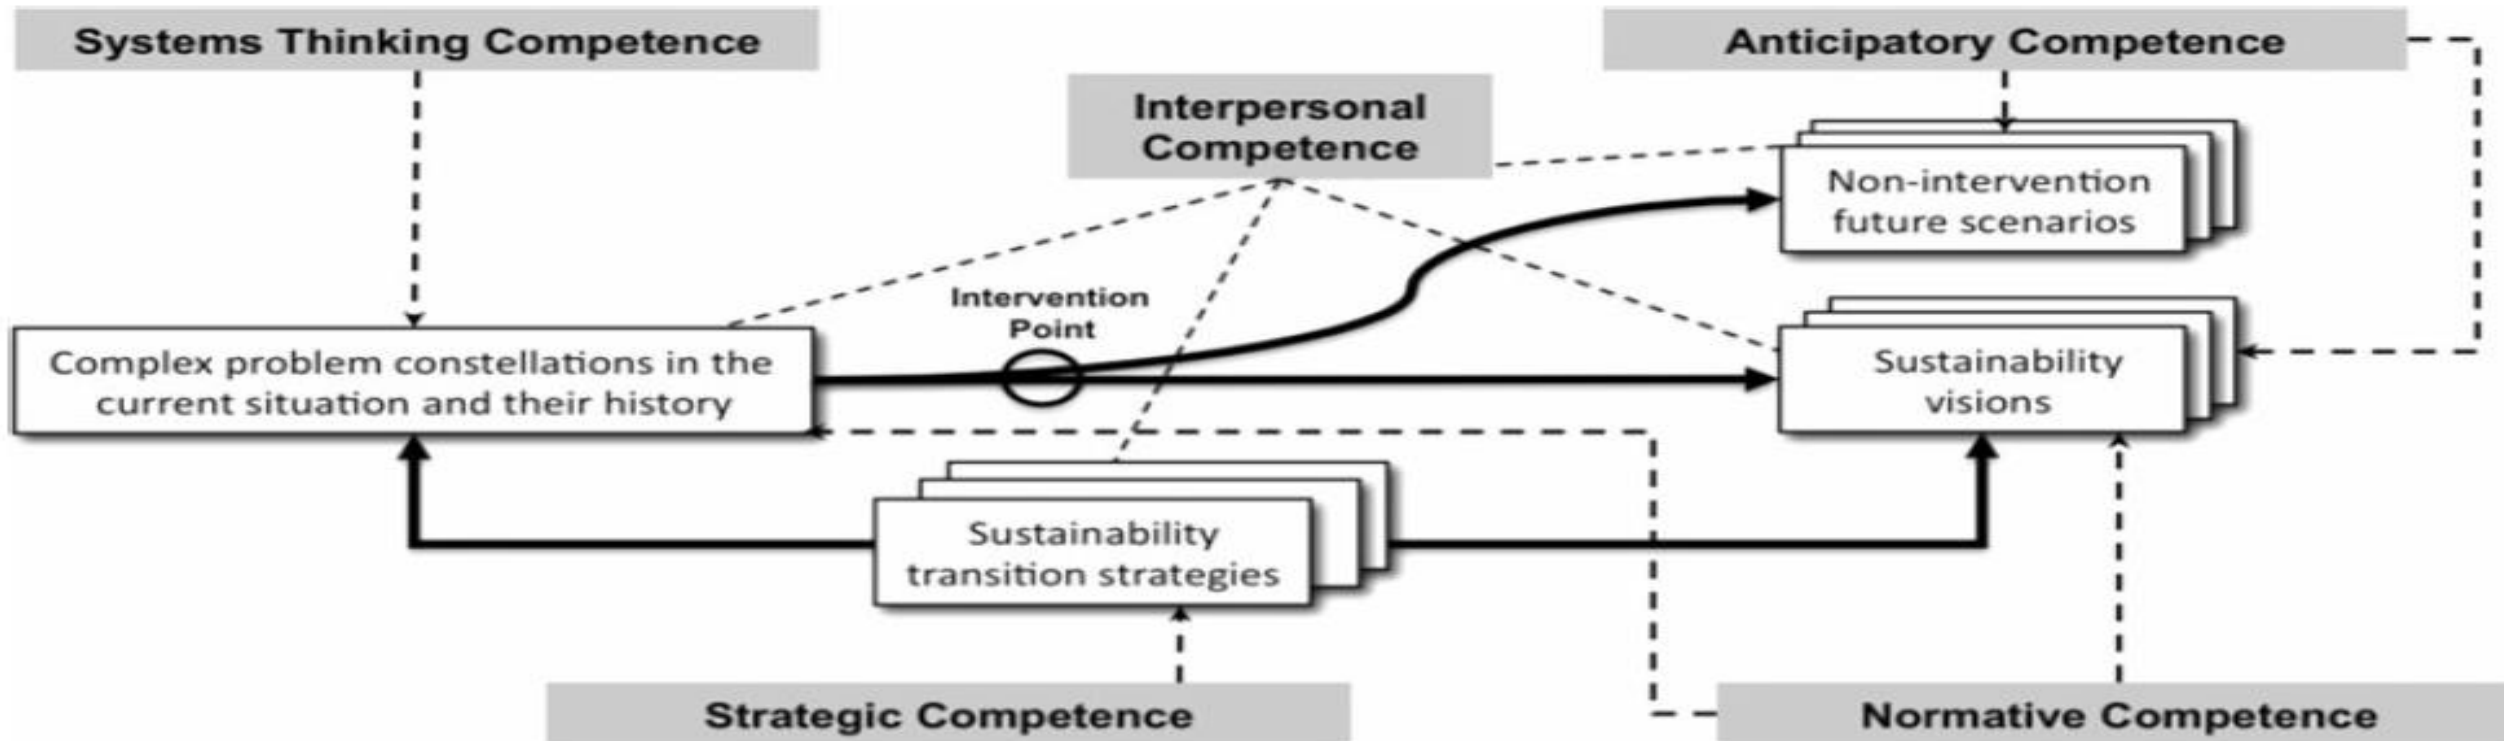 Systems Thinking Competence
Anticipatory Competence
Interpersonal
Competence
Non-intervention
future scenarios
Intervention
Point
Complex problem constellations in the
current situation and their history
Sustainability
visions
Sustainability
transition strategies
Strategic Competence
Normative Competence